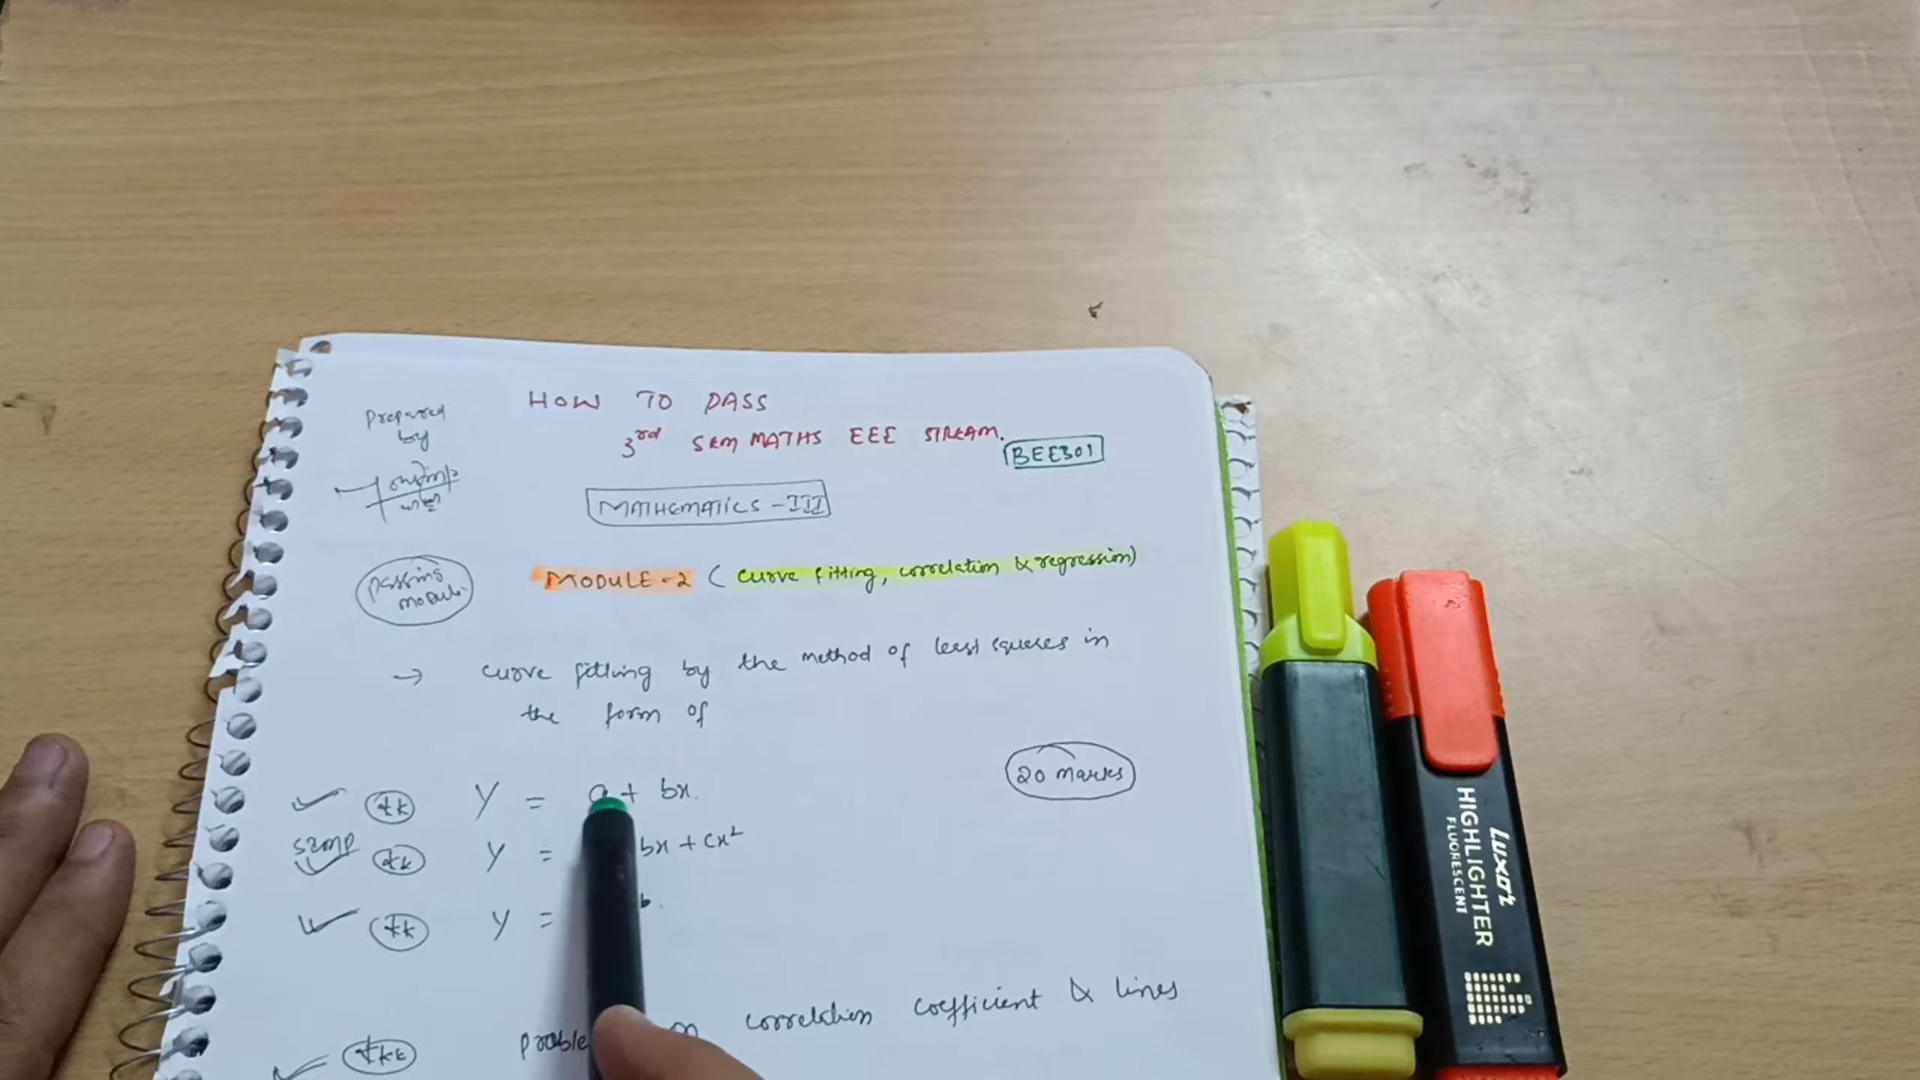 HOW TO PASS
3rd SEM MATHS EEE STREAM.
BEE301
Prepared
by
MATHEMATICS - III
passing
module
MODULE - 2 ( curve fitting, correlation & regression)
→ curve fitting by the method of least squares in
the form of
20 marks
Y = a + bx.
Y = bx + cx²
Y = b.
correlation coefficient & lines
LUXOR
HIGHLIGHTER
FLUORESCENT